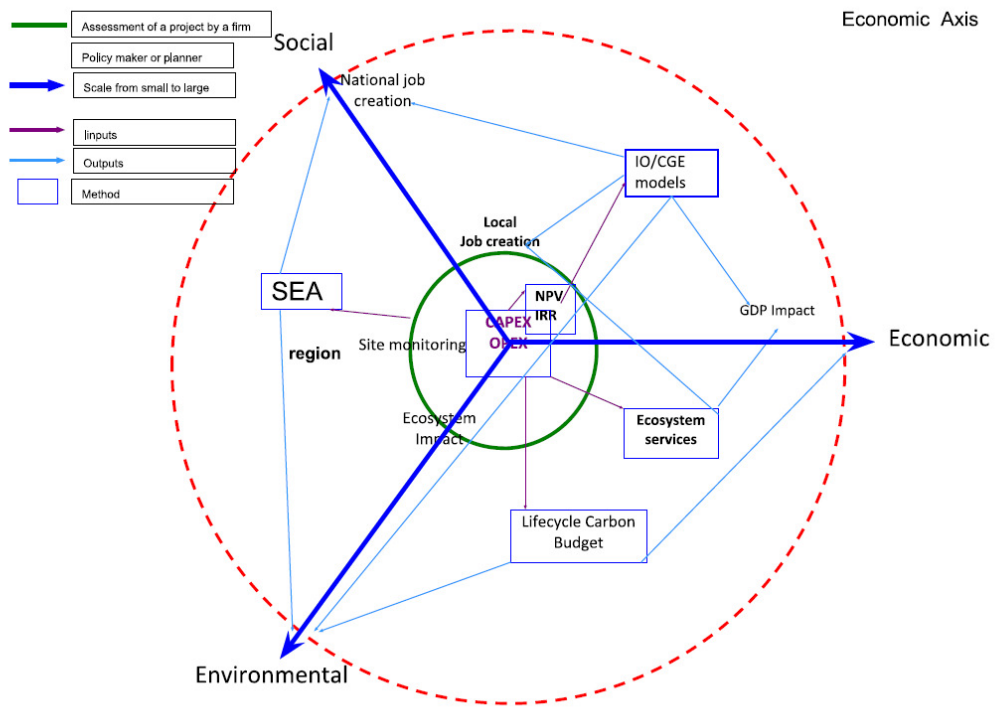 Economic Axis
Assessment of a project by a firm
Policy maker or planner
Scale from small to large
Iinputs
Outputs
Method
Social
National job
creation
IO/CGE
models
Local
Job creation
SEA
NPV/
IRR
CAPEX
OPEX
GDP Impact
region
Site monitoring
Economic
Ecosystem
Impact
Ecosystem
services
Lifecycle Carbon
Budget
Environmental